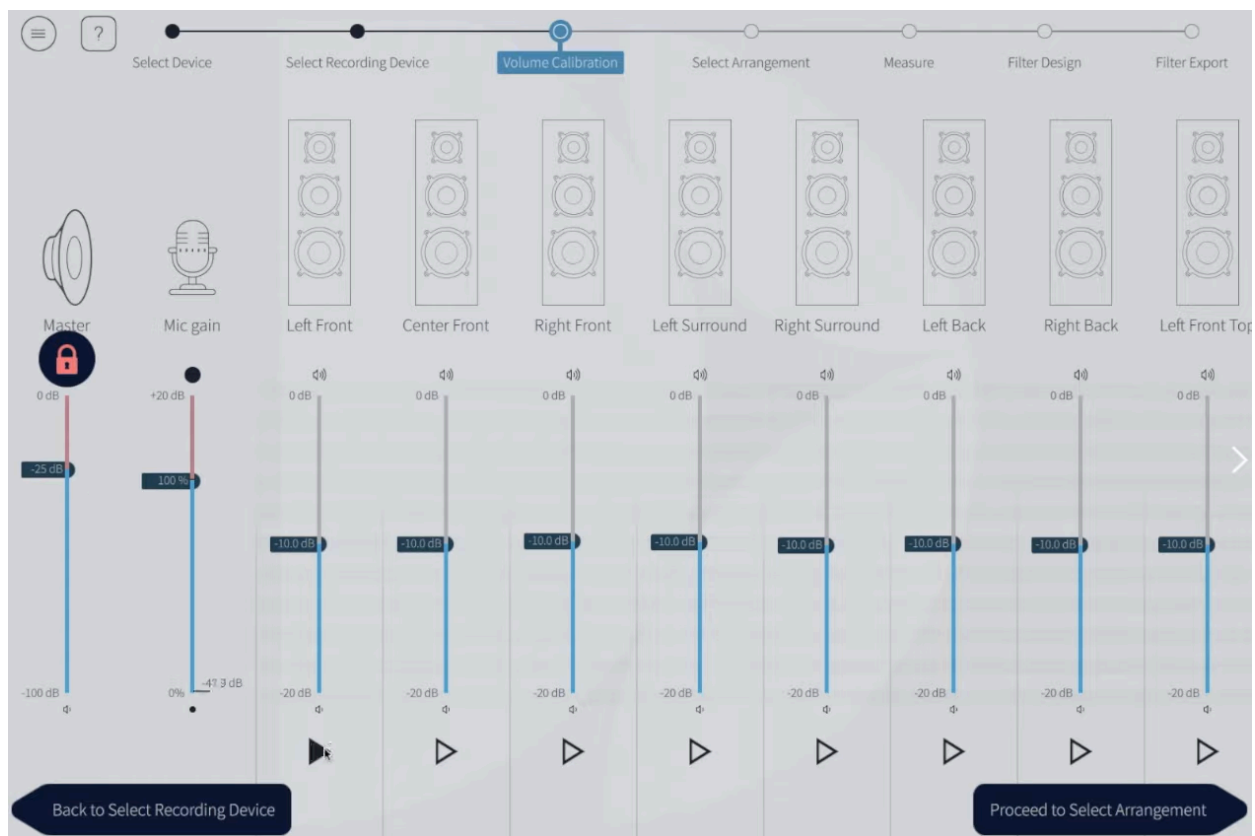 ?
Select Device
Select Recording Device
Volume Calibration
Select Arrangement
Measure
Filter Design
Filter Export
Master
Mic gain
Left Front
Center Front
Right Front
Left Surround
Right Surround
Left Back
Right Back
Left Front Top
0 dB
+20 dB
0 dB
0 dB
0 dB
0 dB
0 dB
0 dB
0 dB
0 dB
-25 dB
100 %
-10.0 dB
-10.0 dB
-10.0 dB
-10.0 dB
-10.0 dB
-10.0 dB
-10.0 dB
-10.0 dB
-100 dB
0%
-20 dB
-20 dB
-20 dB
-20 dB
-20 dB
-20 dB
-20 dB
-20 dB
Back to Select Recording Device
Proceed to Select Arrangement